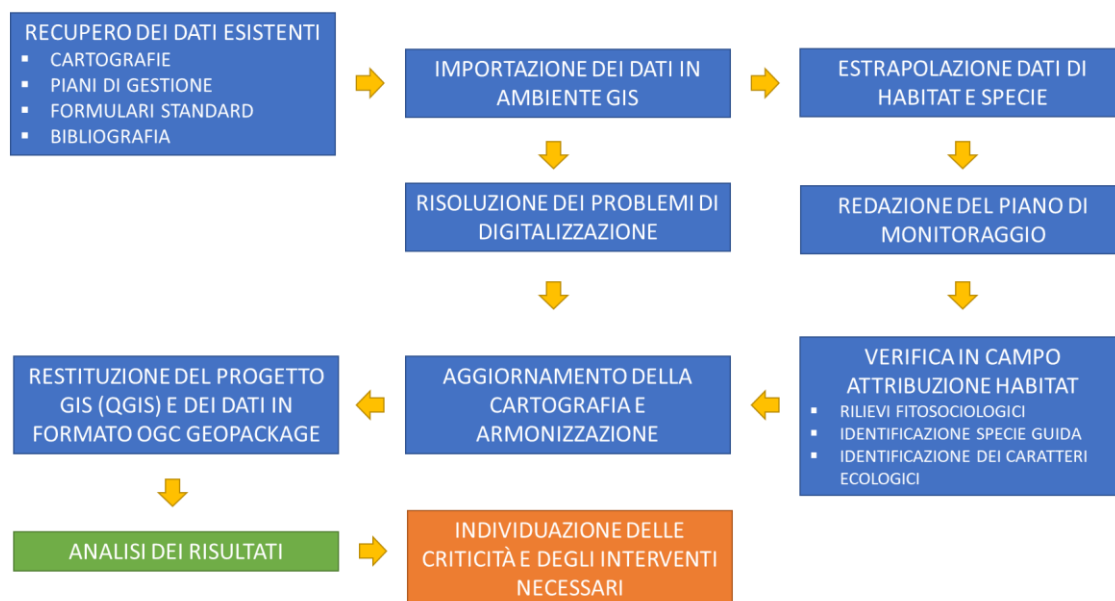 RECUPERO DEI DATI ESISTENTI
▪ CARTOGRAFIE
▪ PIANI DI GESTIONE
▪ FORMULARI STANDARD
▪ BIBLIOGRAFIA
IMPORTAZIONE DEI DATI IN
AMBIENTE GIS
ESTRAPOLAZIONE DATI DI
HABITAT E SPECIE
RISOLUZIONE DEI PROBLEMI DI
DIGITALIZZAZIONE
REDAZIONE DEL PIANO DI
MONITORAGGIO
RESTITUZIONE DEL PROGETTO
GIS (QGIS) E DEI DATI IN
FORMATO OGC GEOPACKAGE
AGGIORNAMENTO DELLA
CARTOGRAFIA E
ARMONIZZAZIONE
VERIFICA IN CAMPO
ATTRIBUZIONE HABITAT
▪ RILIEVI FITOSOCIOLOGICI
▪ IDENTIFICAZIONE SPECIE GUIDA
▪ IDENTIFICAZIONE DEI CARATTERI
ECOLOGICI
ANALISI DEI RISULTATI
INDIVIDUAZIONE DELLE
CRITICITÀ E DEGLI INTERVENTI
NECESSARI